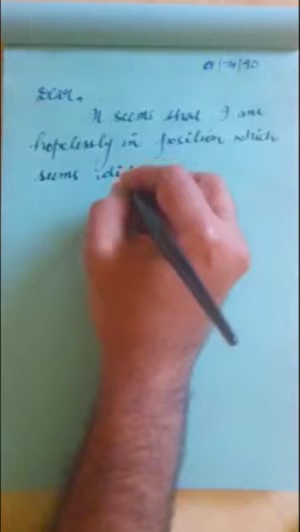 Dear,
It seems that I am
hopelessly in position which
seems